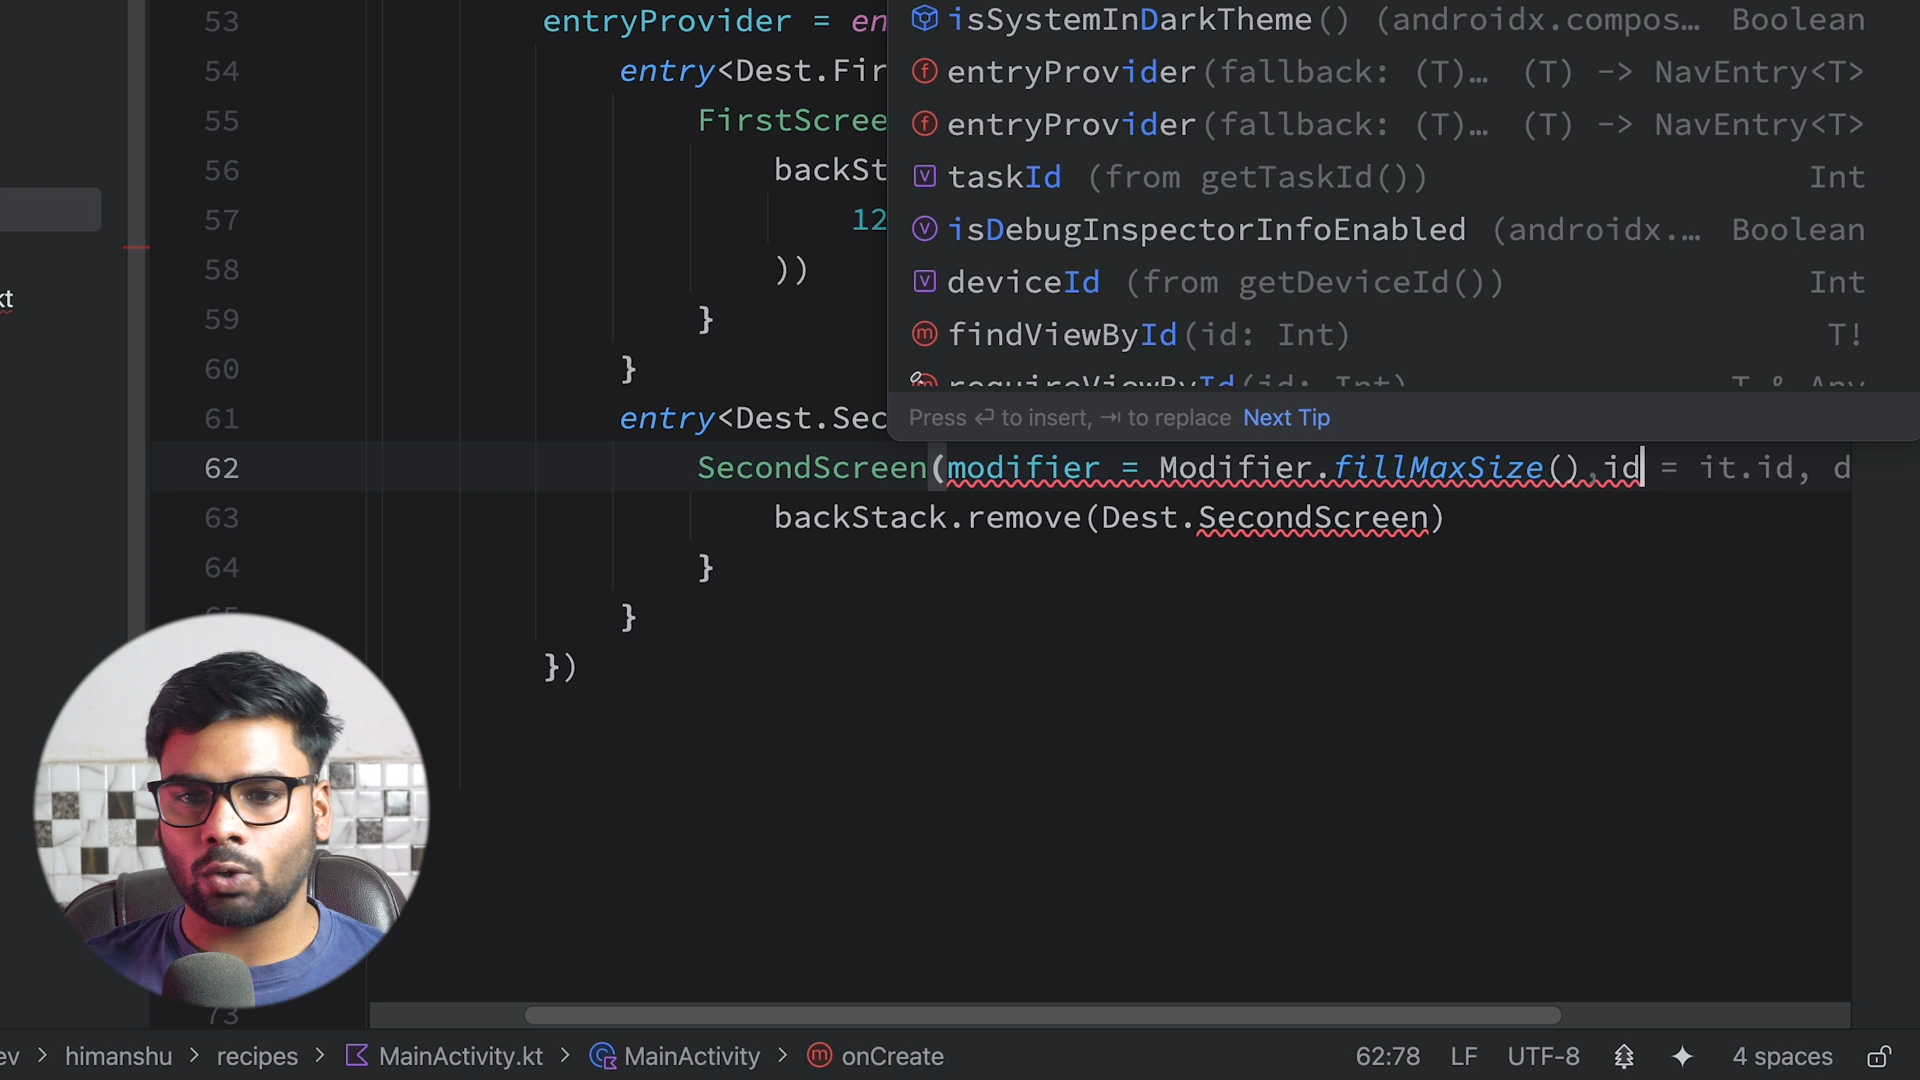 53 entryProvider = en
54 entry<Dest.Fir
55 FirstScree
56 backSt
57 12
58 ))
59 }
60 }
61 entry<Dest.Sec
62 SecondScreen(modifier = Modifier.fillMaxSize(),id = it.id, d
63 backStack.remove(Dest.SecondScreen)
64 }
}
})
73
kt
isSystemInDarkTheme() (androidx.compos… Boolean
entryProvider(fallback: (T)… (T) -> NavEntry<T>
entryProvider(fallback: (T)… (T) -> NavEntry<T>
taskId (from getTaskId()) Int
isDebugInspectorInfoEnabled (androidx.… Boolean
deviceId (from getDeviceId()) Int
findViewById(id: Int) T!
requireViewById(id: Int) T & Any
Press ⏎ to insert, ⇥ to replace Next Tip
ev > himanshu > recipes > MainActivity.kt > MainActivity > onCreate 62:78 LF UTF-8 4 spaces